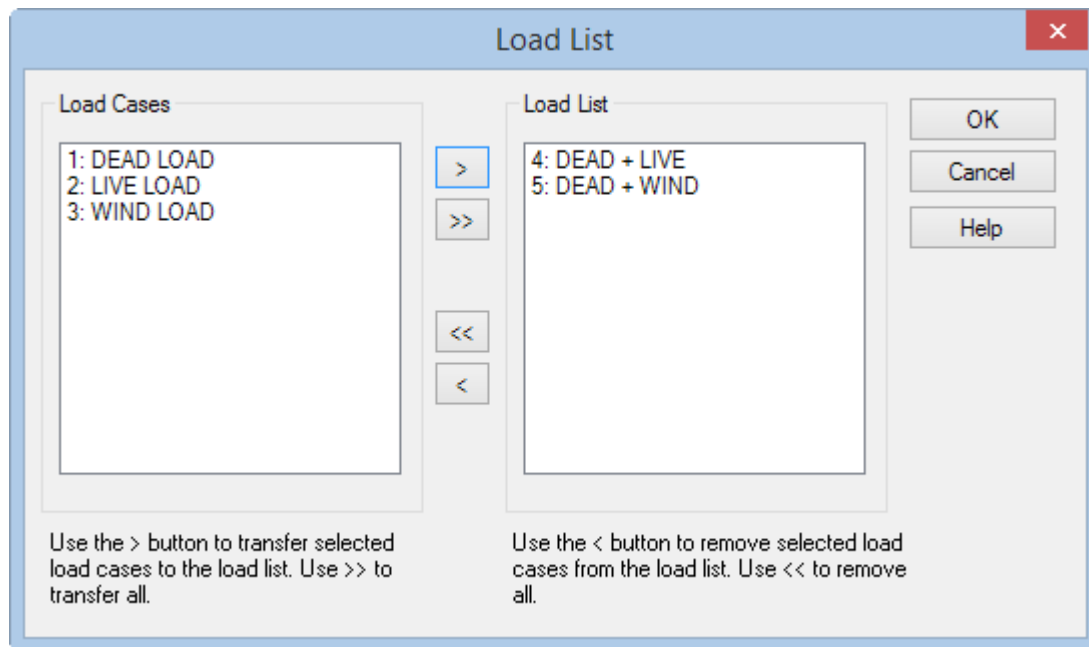 Load List
Load Cases
1: DEAD LOAD
2: LIVE LOAD
3: WIND LOAD
>
>>
<<
<
Load List
4: DEAD + LIVE
5: DEAD + WIND
OK
Cancel
Help
Use the > button to transfer selected
load cases to the load list. Use >> to
transfer all.
Use the < button to remove selected load
cases from the load list. Use << to remove
all.